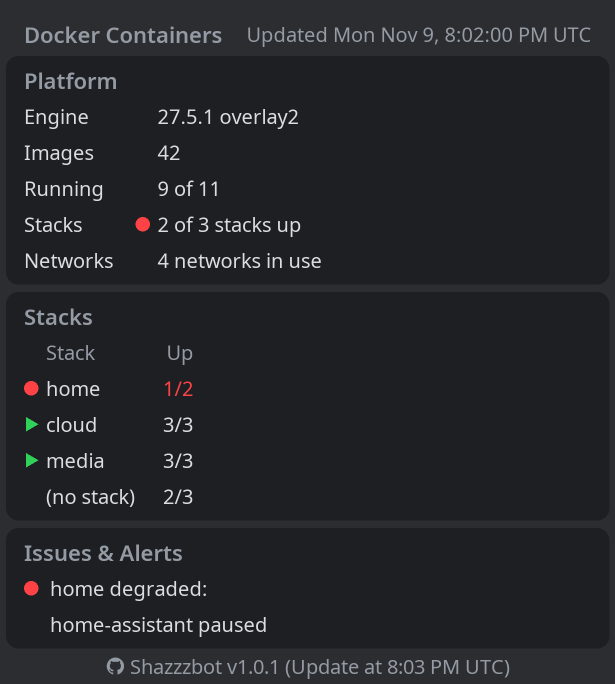 Docker Containers Updated Mon Nov 9, 8:02:00 PM UTC
Platform
Engine 27.5.1 overlay2
Images 42
Running 9 of 11
Stacks 2 of 3 stacks up
Networks 4 networks in use
Stacks
Stack Up
home 1/2
cloud 3/3
media 3/3
(no stack) 2/3
Issues & Alerts
home degraded:
home-assistant paused
Shazzzbot v1.0.1 (Update at 8:03 PM UTC)